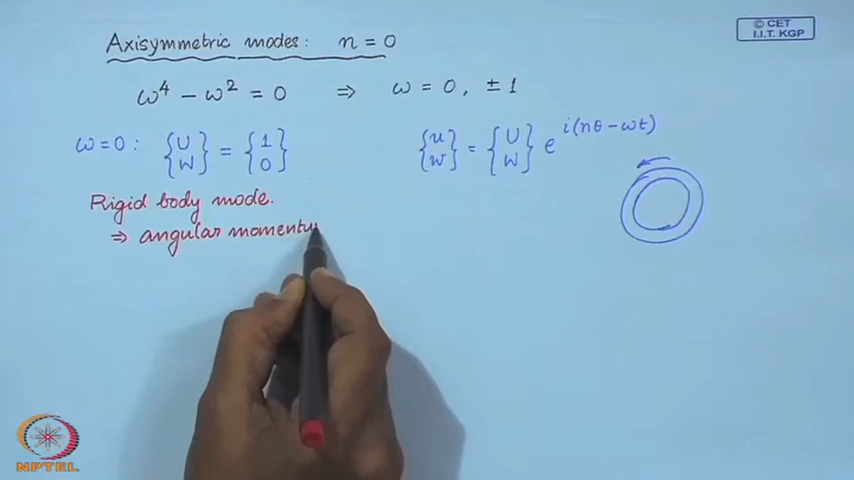 Axisymmetric modes: n = 0
© CET
I.I.T. KGP
ω⁴ − ω² = 0 ⇒ ω = 0, ± 1
ω = 0 : {U W} = {1 0}
{u w} = {U W} e^{i(nθ − ωt)}
Rigid body mode.
⇒ angular momentu
NPTEL